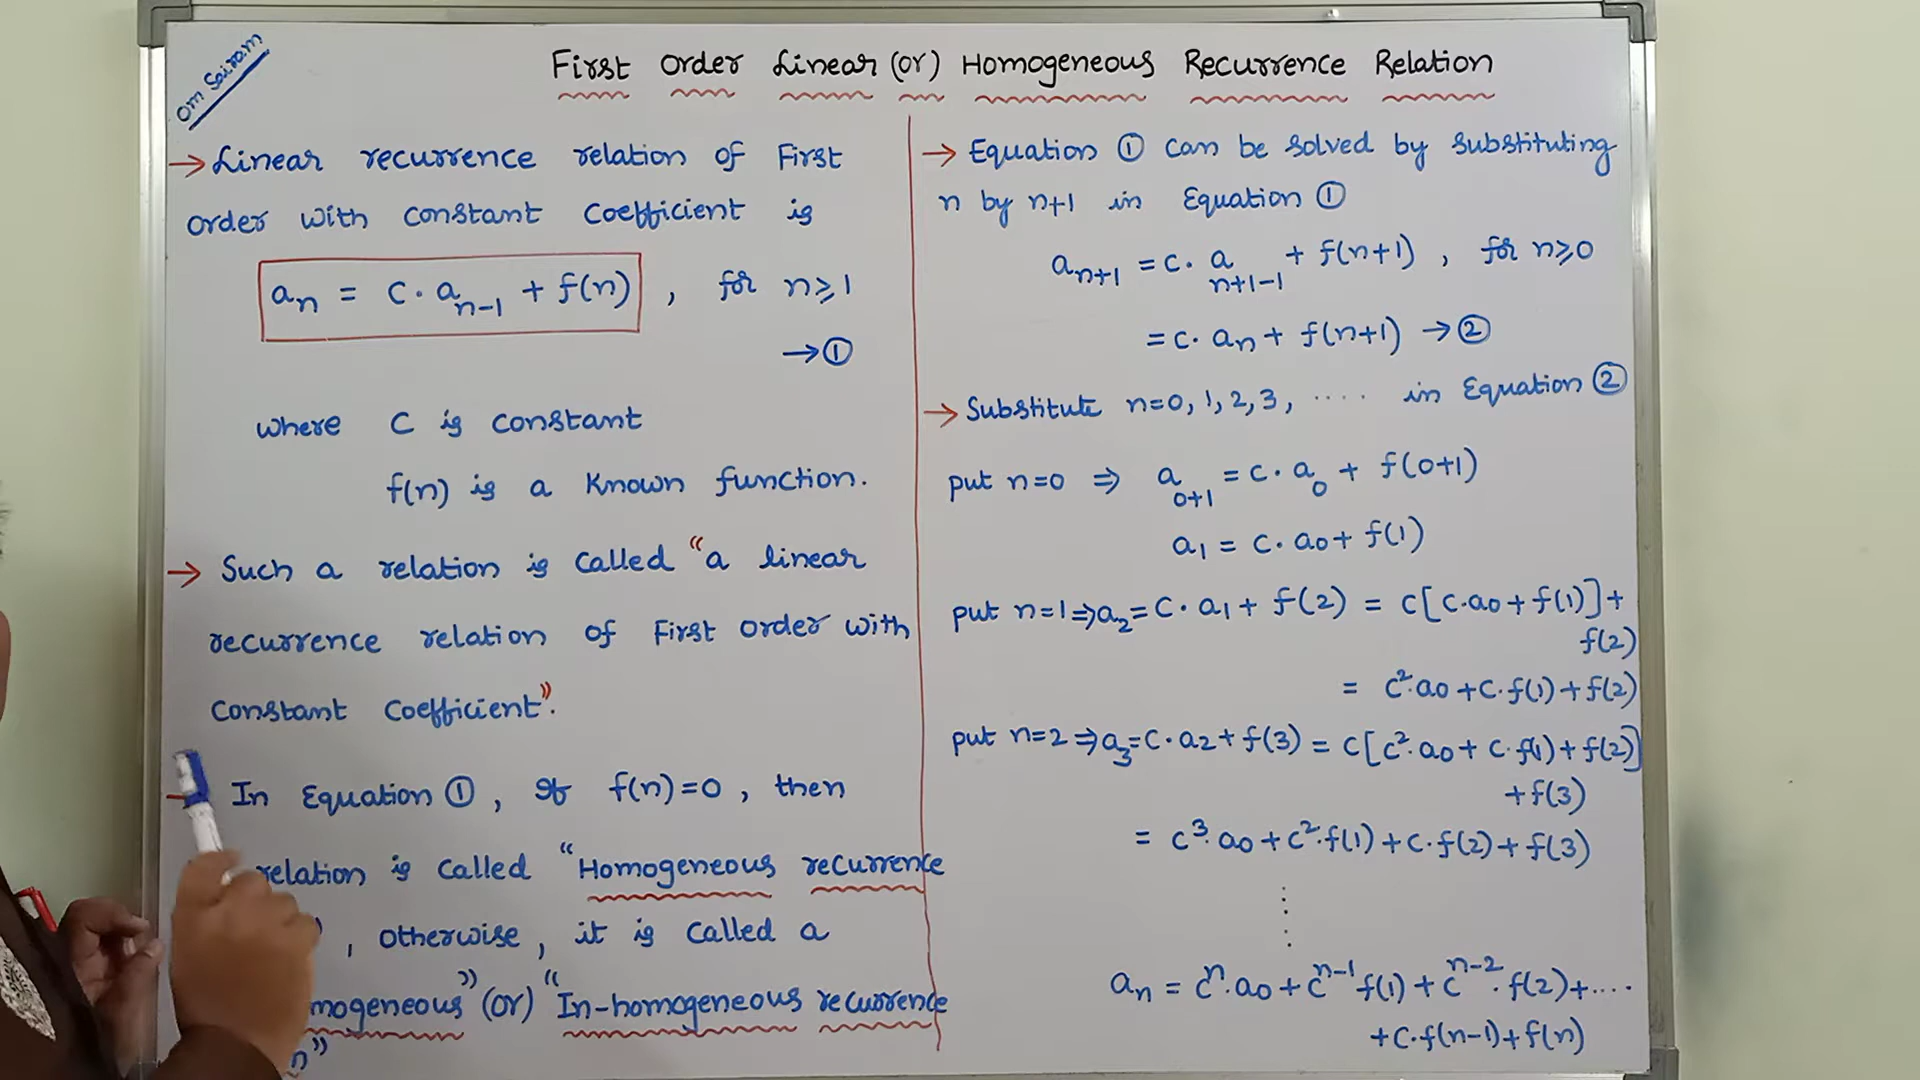 Om Sairam
First Order Linear (or) Homogeneous Recurrence Relation
→ Linear recurrence relation of First
order with constant coefficient is
aₙ = c · aₙ₋₁ + f(n) , for n ≥ 1
→ ①
where C is constant
f(n) is a known function.
→ Such a relation is called "a linear
recurrence relation of First order with
constant coefficient".
→ In Equation ①, If f(n)=0, then
relation is called "Homogeneous recurrence
, otherwise, it is called a
mogeneous" (or) "In-homogeneous recurrence
n"
→ Equation ① can be solved by substituting
n by n+1 in Equation ①
aₙ₊₁ = c · aₙ₊₁₋₁ + f(n+1) , for n ≥ 0
= c · aₙ + f(n+1) → ②
→ Substitute n=0, 1, 2, 3, ..... in Equation ②
put n=0 ⇒ a₀₊₁ = c · a₀ + f(0+1)
a₁ = c · a₀ + f(1)
put n=1 ⇒ a₂ = c · a₁ + f(2) = c[c·a₀ + f(1)] +
f(2)
= c²·a₀ + c·f(1) + f(2)
put n=2 ⇒ a₃ = c · a₂ + f(3) = c[c²·a₀ + c·f(1) + f(2)]
+ f(3)
= c³·a₀ + c²·f(1) + c·f(2) + f(3)
aₙ = cⁿ·a₀ + cⁿ⁻¹ f(1) + cⁿ⁻²·f(2) + ....
+ c·f(n-1) + f(n)